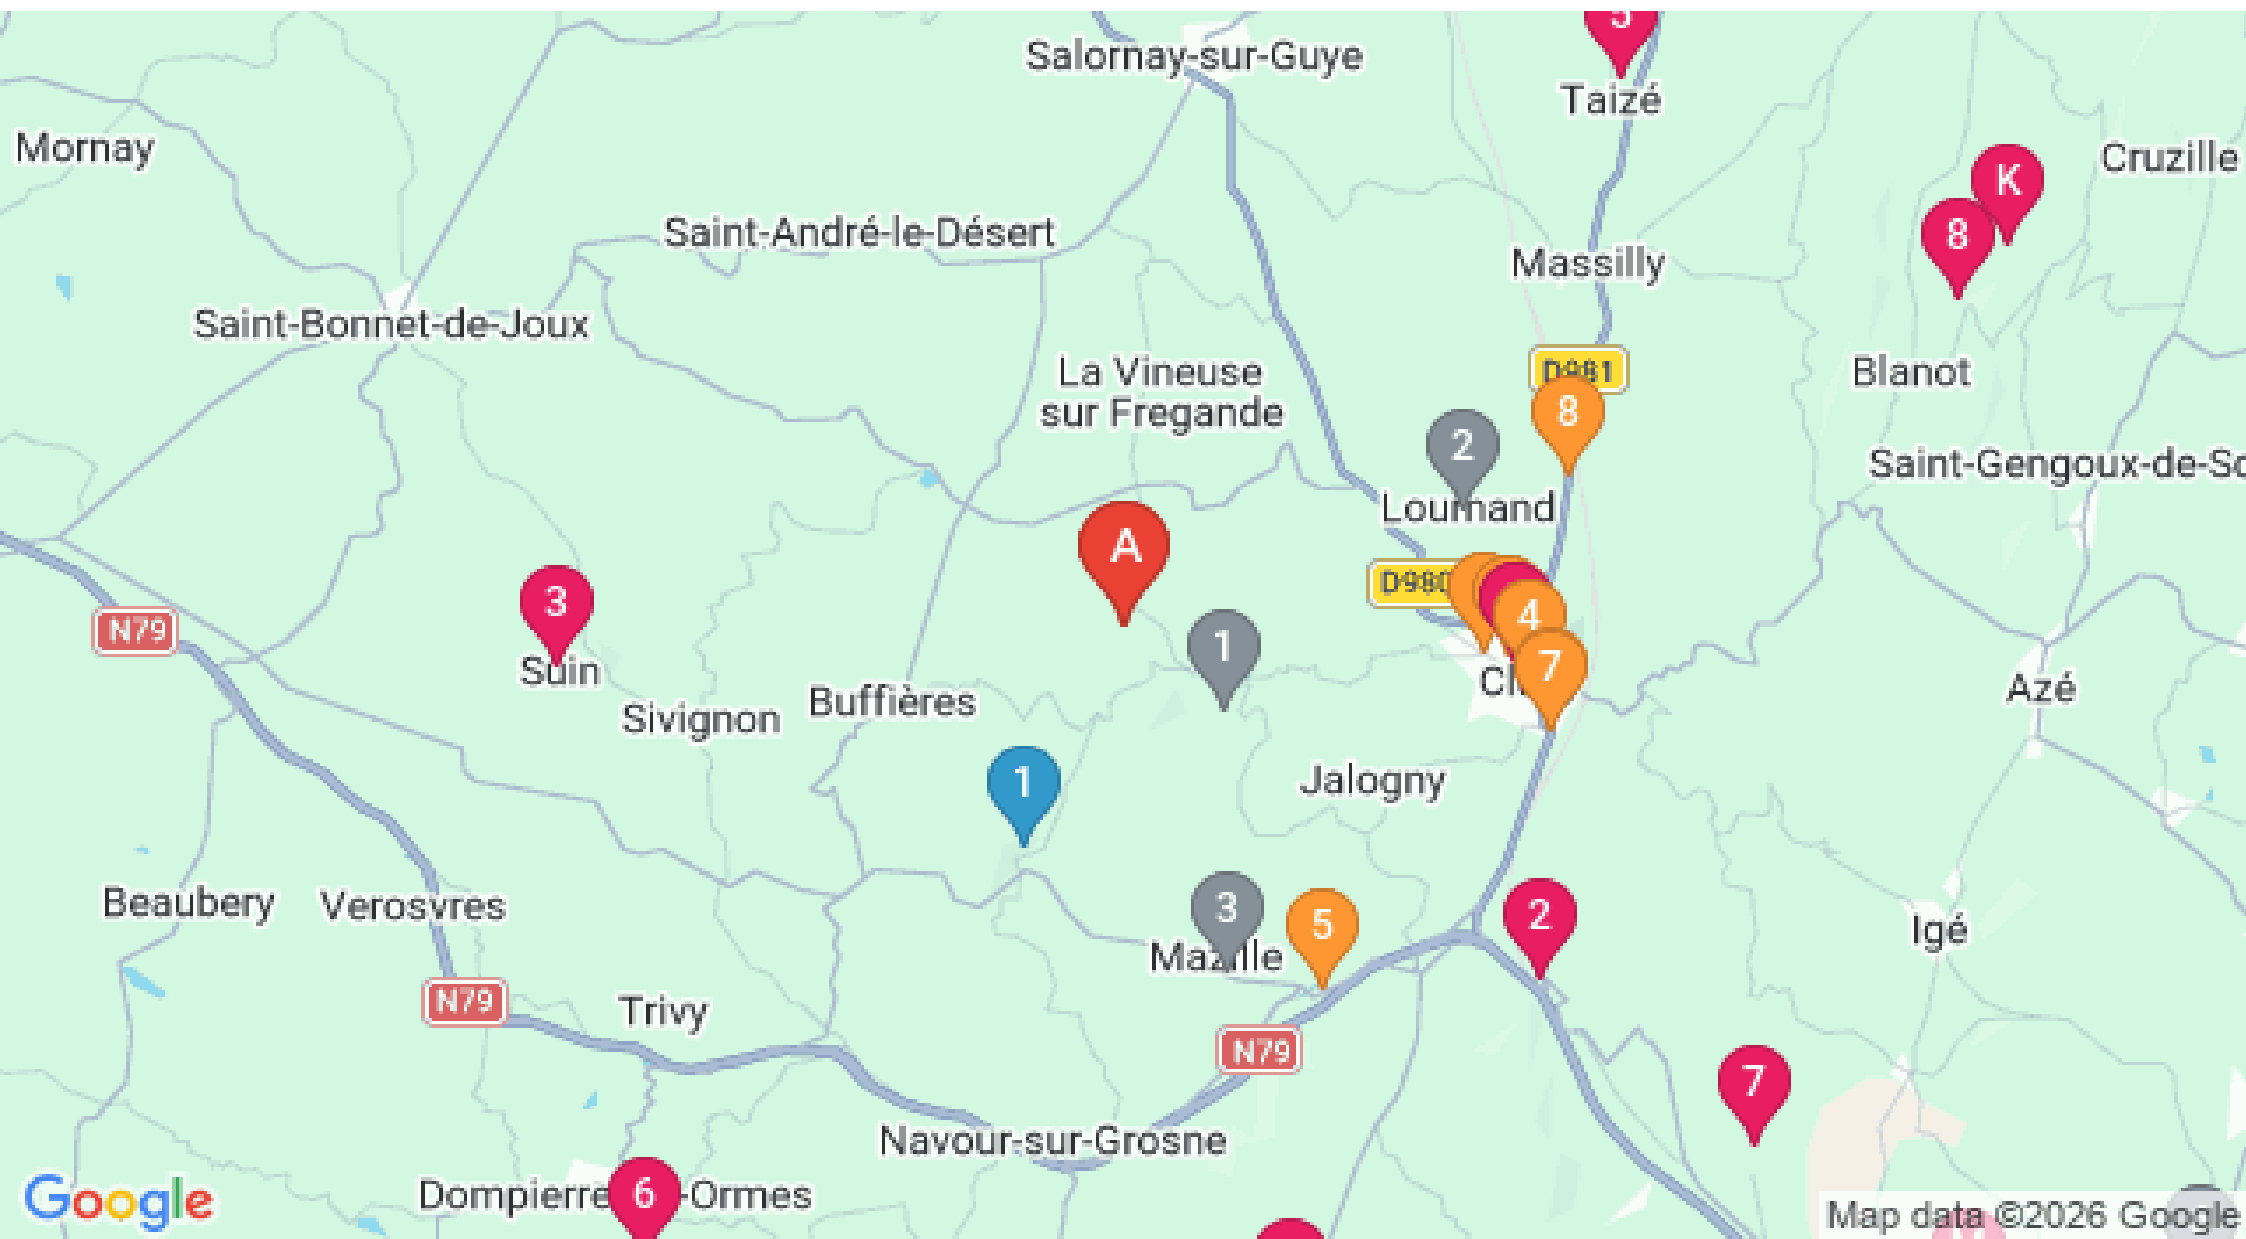 5
Salornay-sur-Guye
Taizé
Mornay
Cruzille
K
8
Saint-André-le-Désert
Massilly
Saint-Bonnet-de-Joux
La Vineuse
sur Fregande
D981
Blanot
8
2
Saint-Gengoux-de-Sc
Lournand
A
D980
3
N79
4
1
7
Suin
Buffières
Azé
Sivignon
1
Jalogny
Beaubery
Verosvres
3
5
2
Mazille
Igé
N79
Trivy
N79
7
Navour-sur-Grosne
Google
Dompierre
6
-Ormes
Map data ©2026 Google